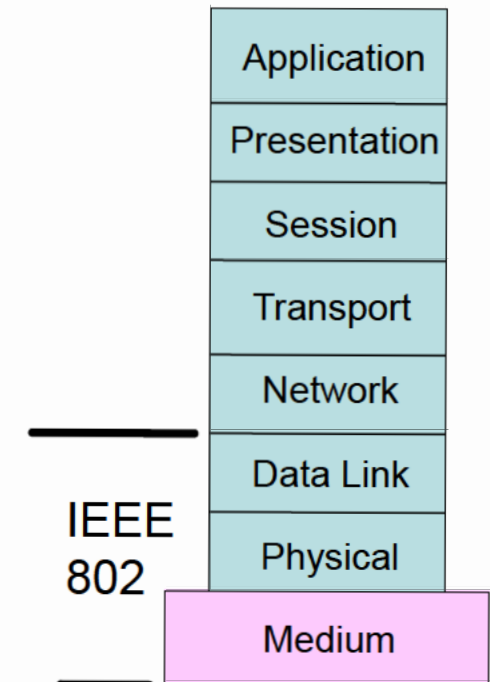 Application
Presentation
Session
Transport
Network
Data Link
IEEE
802
Physical
Medium